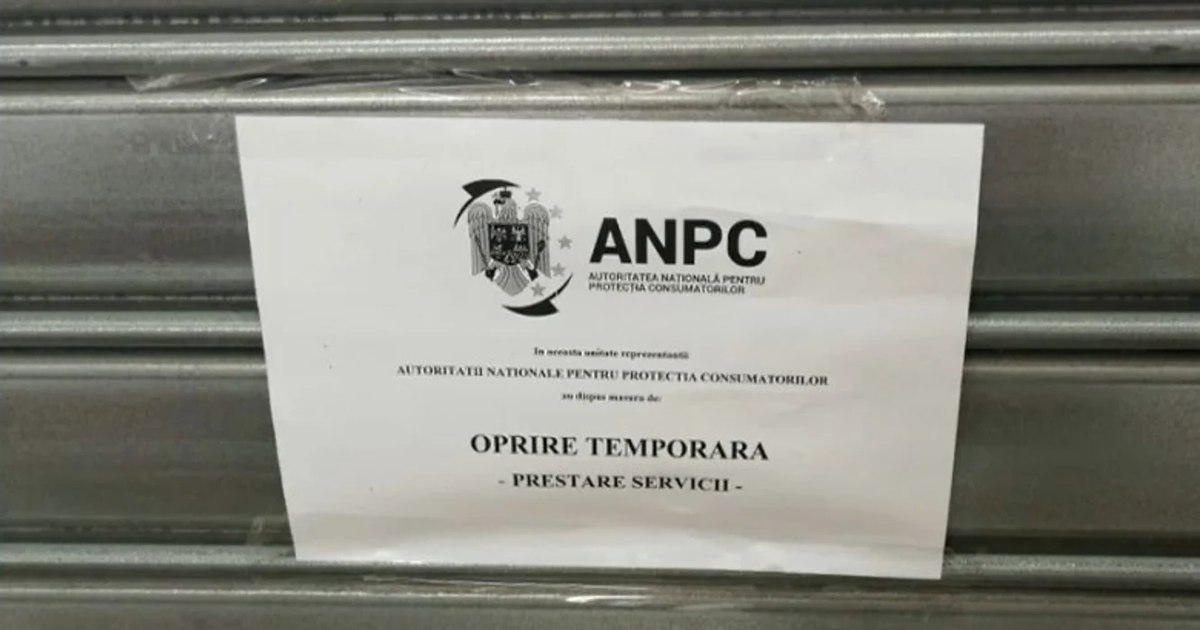 ANPC
AUTORITATEA NAȚIONALĂ PENTRU
PROTECȚIA CONSUMATORILOR
In aceasta unitate reprezentantii
AUTORITATII NATIONALE PENTRU PROTECTIA CONSUMATORILOR
au dispus masura de:
OPRIRE TEMPORARA
- PRESTARE SERVICII -